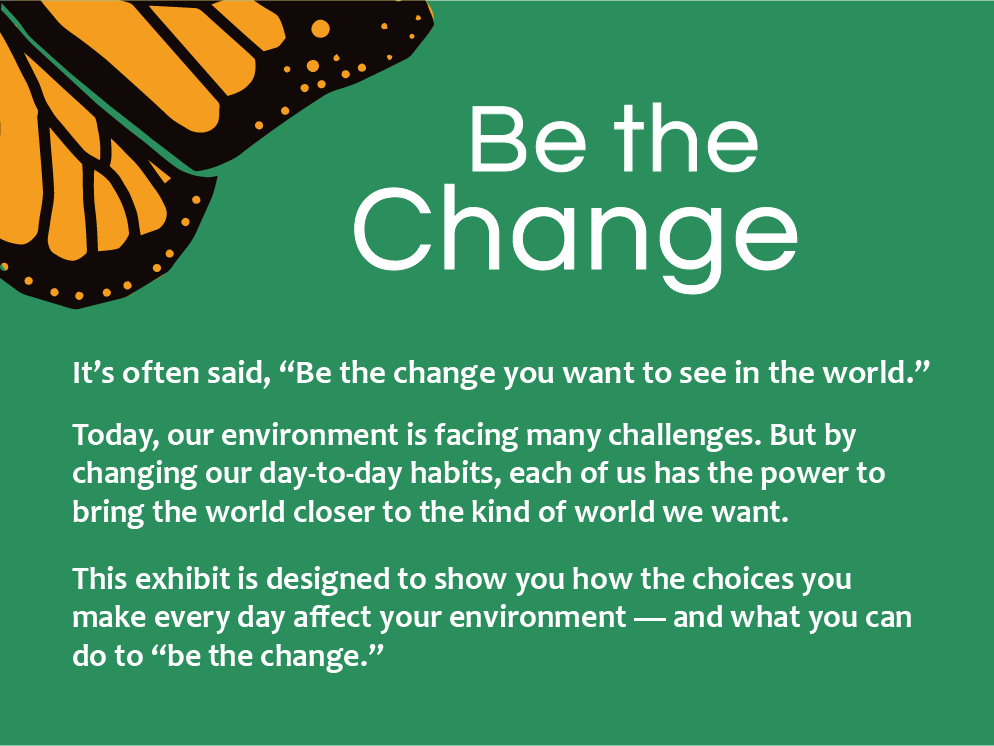 Be the
Change
It’s often said, “Be the change you want to see in the world.”
Today, our environment is facing many challenges. But by
changing our day-to-day habits, each of us has the power to
bring the world closer to the kind of world we want.
This exhibit is designed to show you how the choices you
make every day affect your environment — and what you can
do to “be the change.”